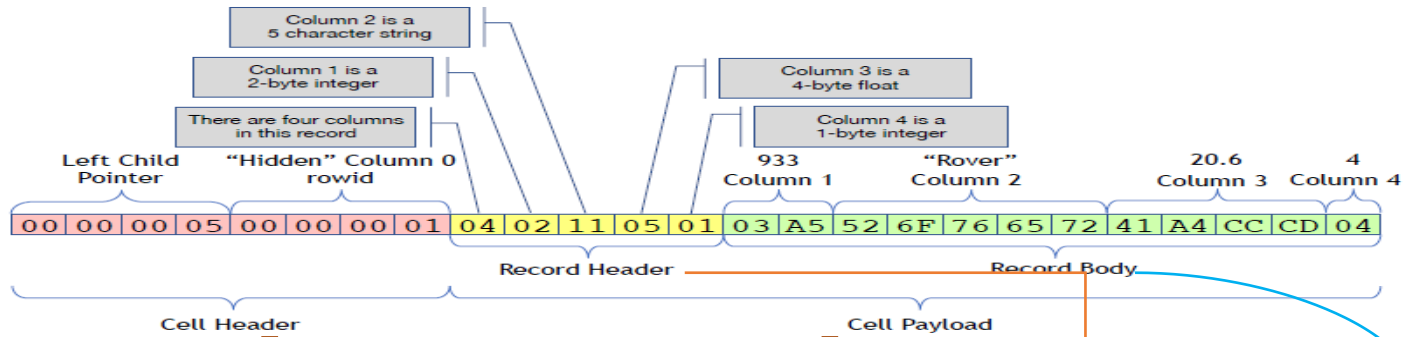 Column 2 is a
5 character string
Column 1 is a
2-byte integer
Column 3 is a
4-byte float
There are four columns
in this record
Column 4 is a
1-byte integer
Left Child
Pointer
“Hidden” Column 0
rowid
933
Column 1
“Rover”
Column 2
20.6
Column 3
4
Column 4
00 00 00 05 00 00 00 01 04 02 11 05 01 03 A5 52 6F 76 65 72 41 A4 CC CD 04
Record Header
Record Body
Cell Header
Cell Payload